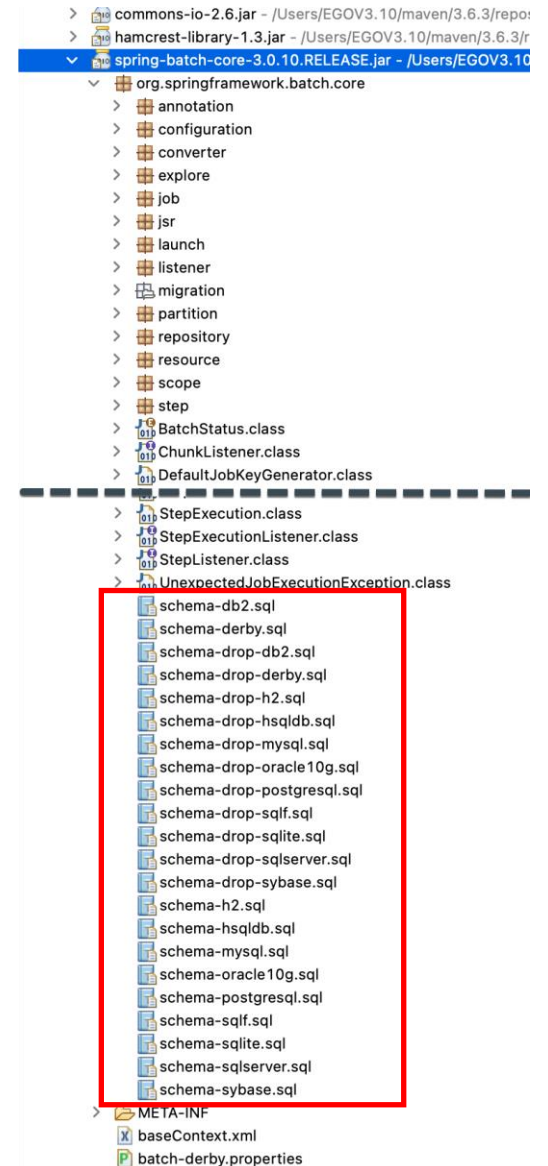 commons-io-2.6.jar - /Users/EGOV3.10/maven/3.6.3/repos
hamcrest-library-1.3.jar - /Users/EGOV3.10/maven/3.6.3/r
spring-batch-core-3.0.10.RELEASE.jar - /Users/EGOV3.10
org.springframework.batch.core
annotation
configuration
converter
explore
job
jsr
launch
listener
migration
partition
repository
resource
scope
step
BatchStatus.class
ChunkListener.class
DefaultJobKeyGenerator.class
StepExecution.class
StepExecutionListener.class
StepListener.class
UnexpectedJobExecutionException.class
schema-db2.sql
schema-derby.sql
schema-drop-db2.sql
schema-drop-derby.sql
schema-drop-h2.sql
schema-drop-hsqldb.sql
schema-drop-mysql.sql
schema-drop-oracle10g.sql
schema-drop-postgresql.sql
schema-drop-sqlf.sql
schema-drop-sqlite.sql
schema-drop-sqlserver.sql
schema-drop-sybase.sql
schema-h2.sql
schema-hsqldb.sql
schema-mysql.sql
schema-oracle10g.sql
schema-postgresql.sql
schema-sqlf.sql
schema-sqlite.sql
schema-sqlserver.sql
schema-sybase.sql
META-INF
baseContext.xml
batch-derby.properties